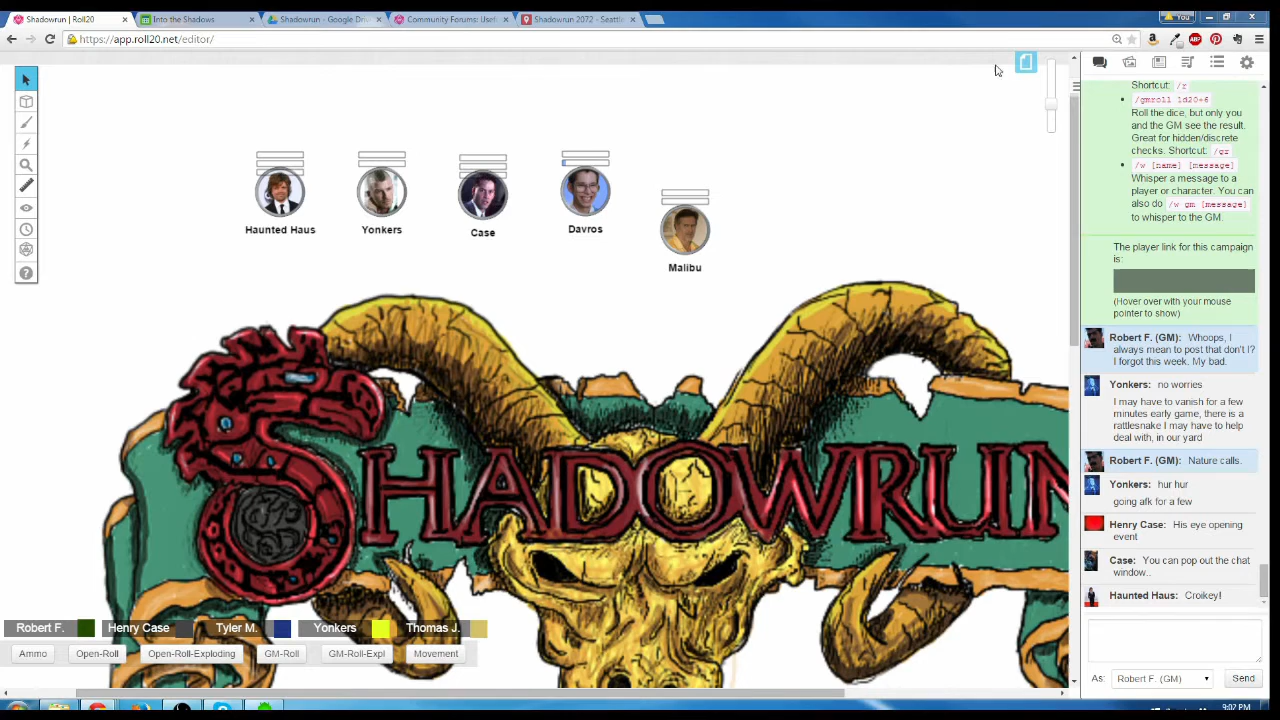 Shadowrun | Roll20
Into the Shadows
Shadowrun - Google Driv
Community Forums: Usef
Shadowrun 2072 - Seattle
You
https://app.roll20.net/editor/
Shortcut: /r
/gmroll 1d20+6
Roll the dice, but only you
and the GM see the result.
Great for hidden/discrete
checks. Shortcut: /gr
/w [name] [message]
Whisper a message to a
player or character. You can
also do /w gm [message]
to whisper to the GM.
The player link for this campaign
is:
(Hover over with your mouse
pointer to show)
Robert F. (GM): Whoops, I
always mean to post that don't I?
I forgot this week. My bad.
Yonkers: no worries
I may have to vanish for a few
minutes early game, there is a
rattlesnake I may have to help
deal with, in our yard
Robert F. (GM): Nature calls.
Yonkers: hur hur
going afk for a few
Henry Case: His eye opening
event
Case: You can pop out the chat
window..
Haunted Haus: Croikey!
As: Robert F. (GM) Send
Haunted Haus
Yonkers
Case
Davros
Malibu
SHADOWRUN
Robert F. Henry Case Tyler M. Yonkers Thomas J.
Ammo Open-Roll Open-Roll-Exploding GM-Roll GM-Roll-Expl Movement
9:02 PM